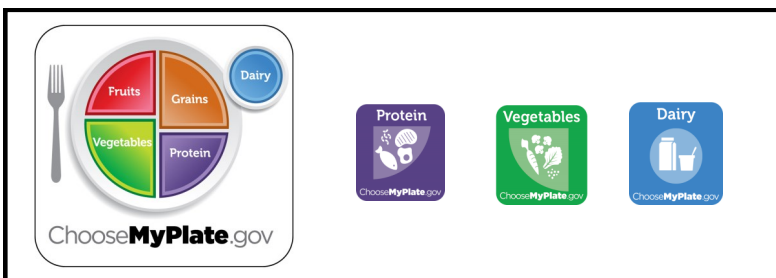 Fruits
Grains
Dairy
Vegetables
Protein
ChooseMyPlate.gov
Protein
ChooseMyPlate.gov
Vegetables
ChooseMyPlate.gov
Dairy
ChooseMyPlate.gov